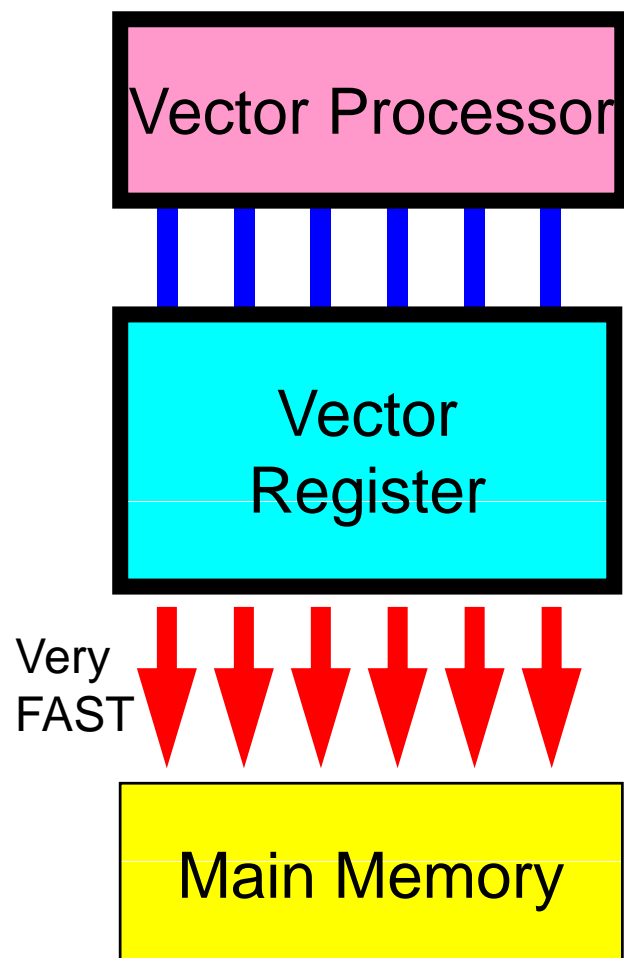 Vector Processor
Vector
Register
Very
FAST
Main Memory